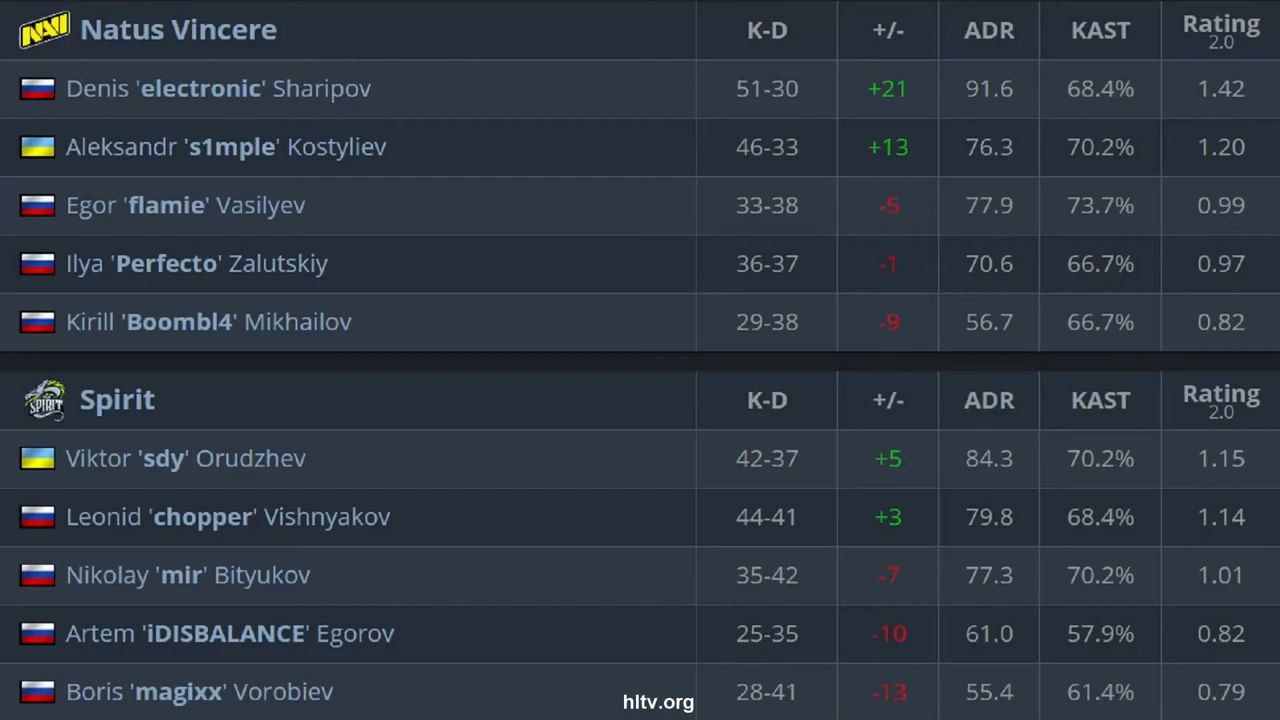 NAVI Natus Vincere K-D +/- ADR KAST Rating 2.0
Denis 'electronic' Sharipov 51-30 +21 91.6 68.4% 1.42
Aleksandr 's1mple' Kostyliev 46-33 +13 76.3 70.2% 1.20
Egor 'flamie' Vasilyev 33-38 -5 77.9 73.7% 0.99
Ilya 'Perfecto' Zalutskiy 36-37 -1 70.6 66.7% 0.97
Kirill 'Boombl4' Mikhailov 29-38 -9 56.7 66.7% 0.82
SPIRIT Spirit K-D +/- ADR KAST Rating 2.0
Viktor 'sdy' Orudzhev 42-37 +5 84.3 70.2% 1.15
Leonid 'chopper' Vishnyakov 44-41 +3 79.8 68.4% 1.14
Nikolay 'mir' Bityukov 35-42 -7 77.3 70.2% 1.01
Artem 'iDISBALANCE' Egorov 25-35 -10 61.0 57.9% 0.82
Boris 'magixx' Vorobiev 28-41 -13 55.4 61.4% 0.79
hltv.org